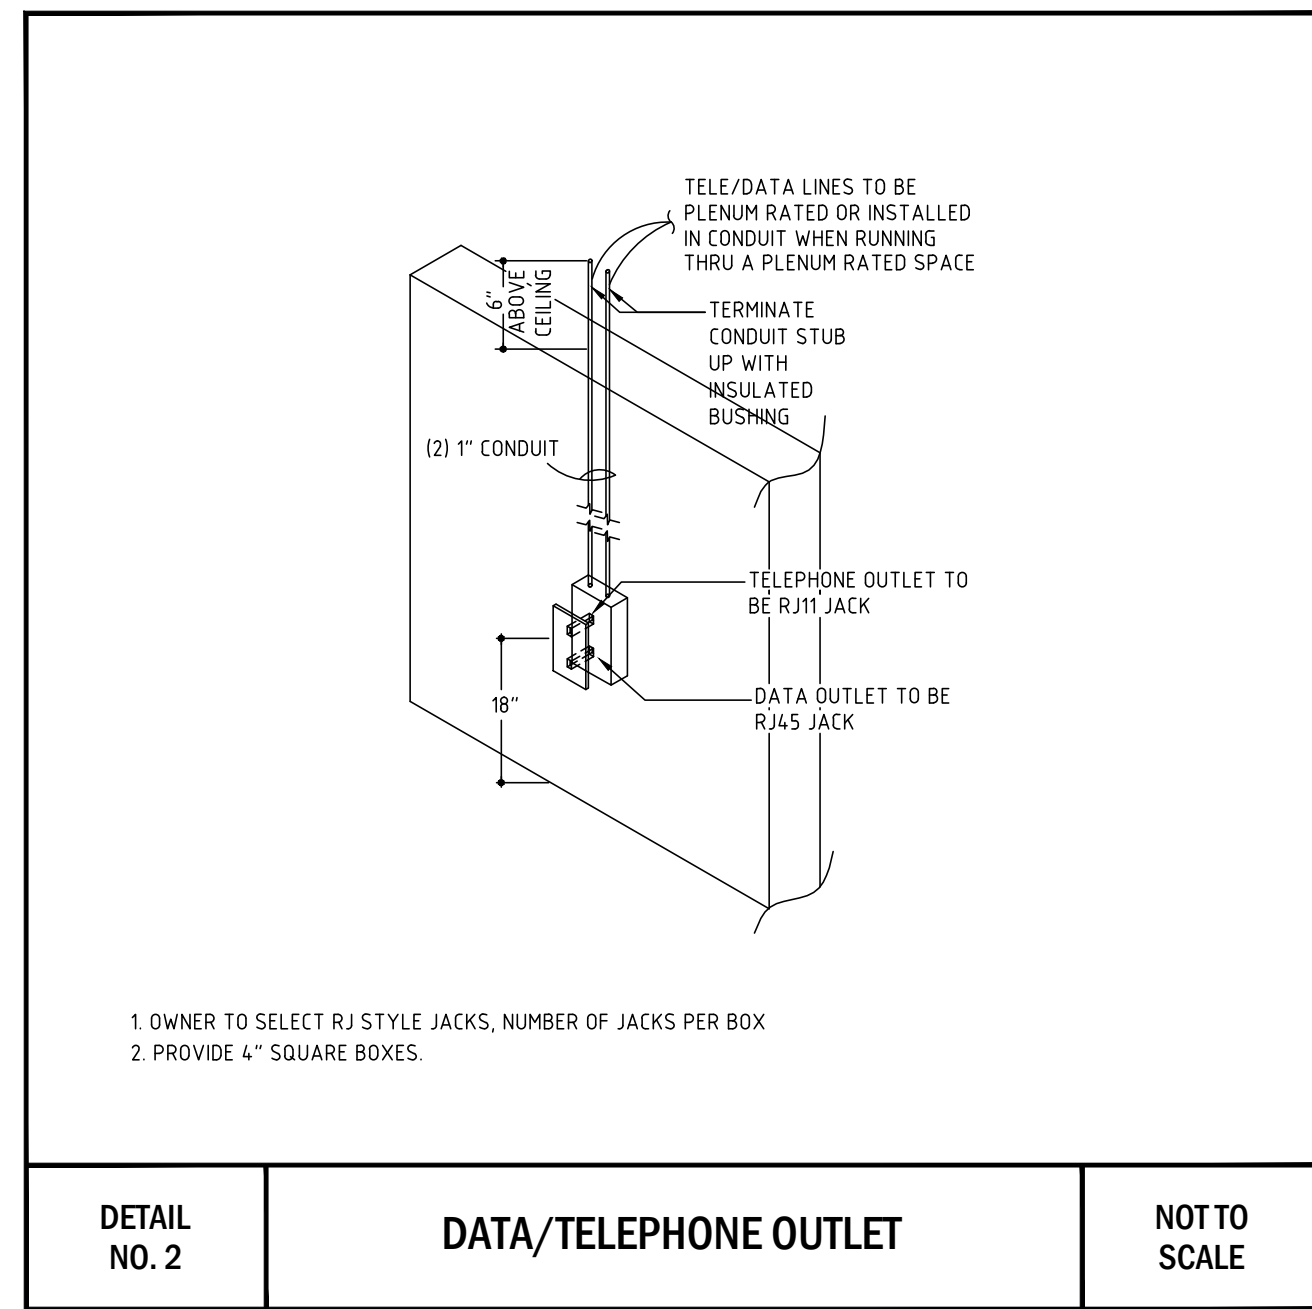 TELE/DATA LINES TO BE
PLENUM RATED OR INSTALLED
IN CONDUIT WHEN RUNNING
THRU A PLENUM RATED SPACE
6"
ABOVE
CEILING
TERMINATE
CONDUIT STUB
UP WITH
INSULATED
BUSHING
(2) 1" CONDUIT
TELEPHONE OUTLET TO
BE RJ11 JACK
18"
DATA OUTLET TO BE
RJ45 JACK
1. OWNER TO SELECT RJ STYLE JACKS, NUMBER OF JACKS PER BOX
2. PROVIDE 4" SQUARE BOXES.
DETAIL
NO. 2
DATA/TELEPHONE OUTLET
NOT TO
SCALE